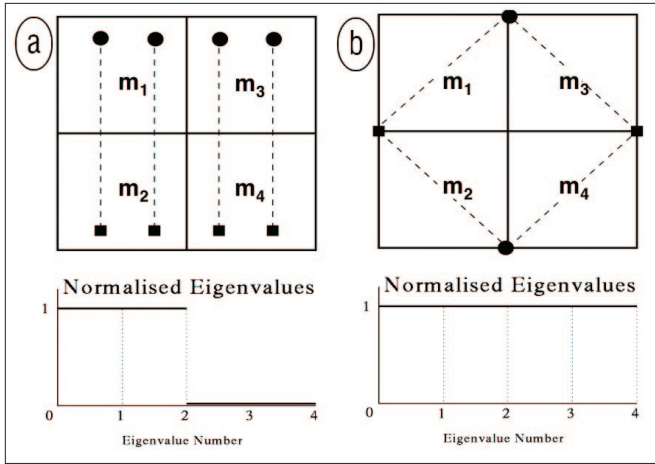 a
m1
m3
m2
m4
Normalised Eigenvalues
1
0
1
2
3
4
Eigenvalue Number
b
m1
m3
m2
m4
Normalised Eigenvalues
1
0
1
2
3
4
Eigenvalue Number